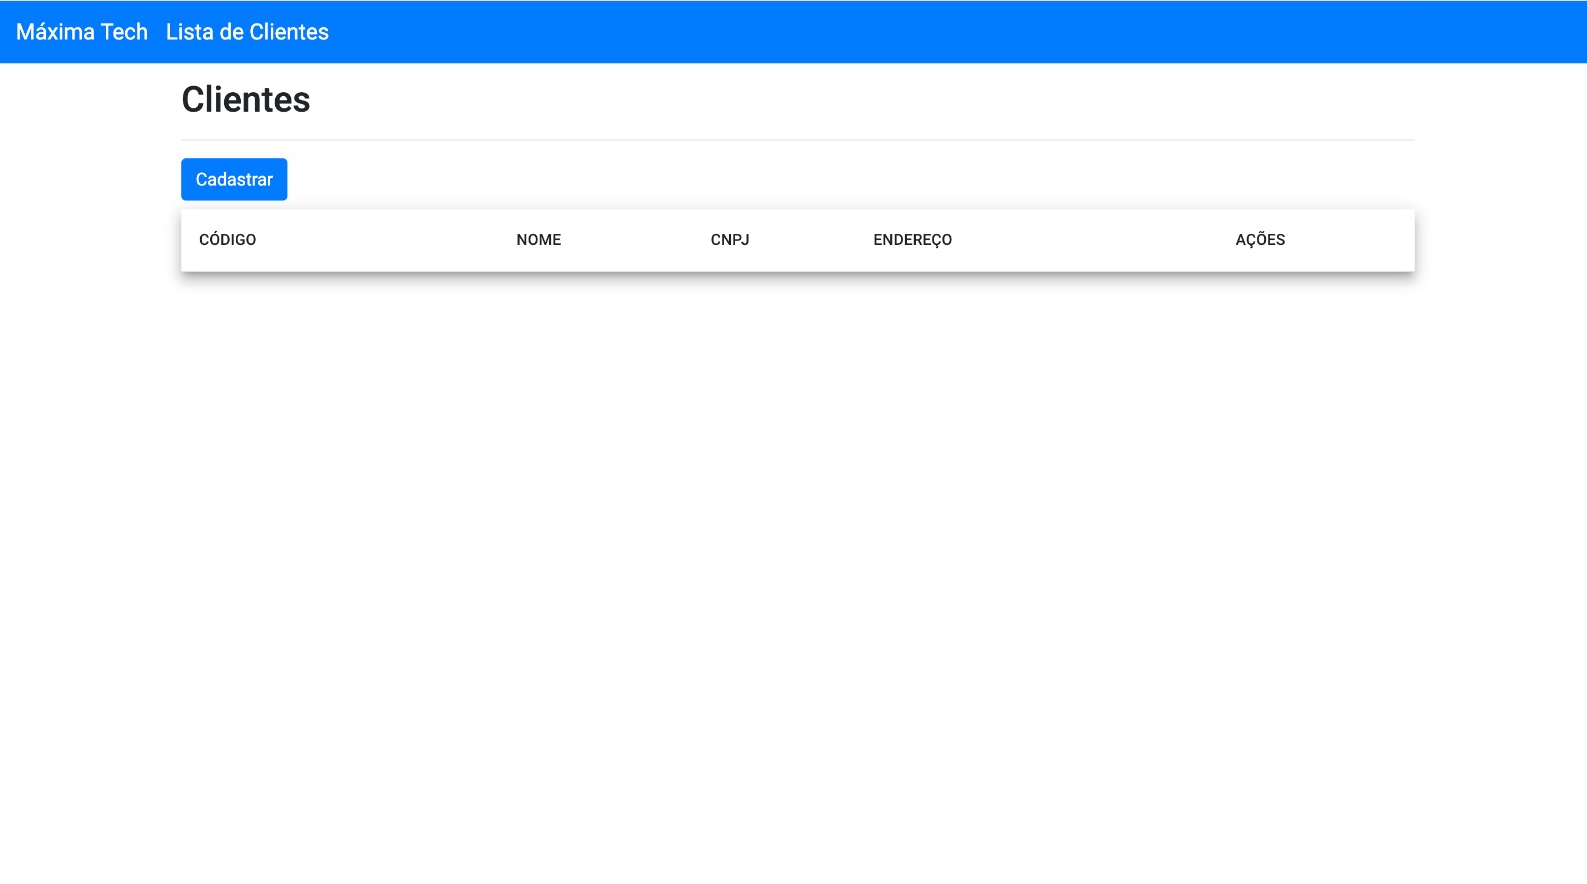 Máxima Tech Lista de Clientes
Clientes
Cadastrar
CÓDIGO NOME CNPJ ENDEREÇO AÇÕES